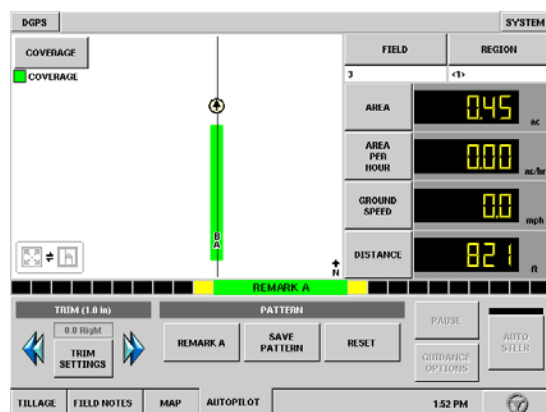 DGPS SYSTEM
COVERAGE
COVERAGE
FIELD REGION
3 <1>
AREA 0.45 ac
AREA PER HOUR 0.00 ac/hr
GROUND SPEED 0.0 mph
DISTANCE 821 ft
B
A
N
REMARK A
TRIM (1.0 in) PATTERN
0.0 Right
TRIM SETTINGS
REMARK A SAVE PATTERN RESET
PAUSE
GUIDANCE OPTIONS
AUTO STEER
TILLAGE FIELD NOTES MAP AUTOPILOT 1:52 PM